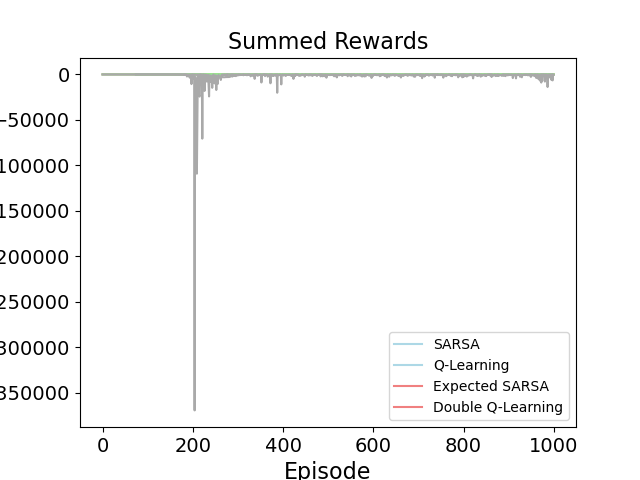 Summed Rewards
0
−50000
100000
150000
200000
250000
300000
350000
0 200 400 600 800 1000
Episode
SARSA
Q-Learning
Expected SARSA
Double Q-Learning